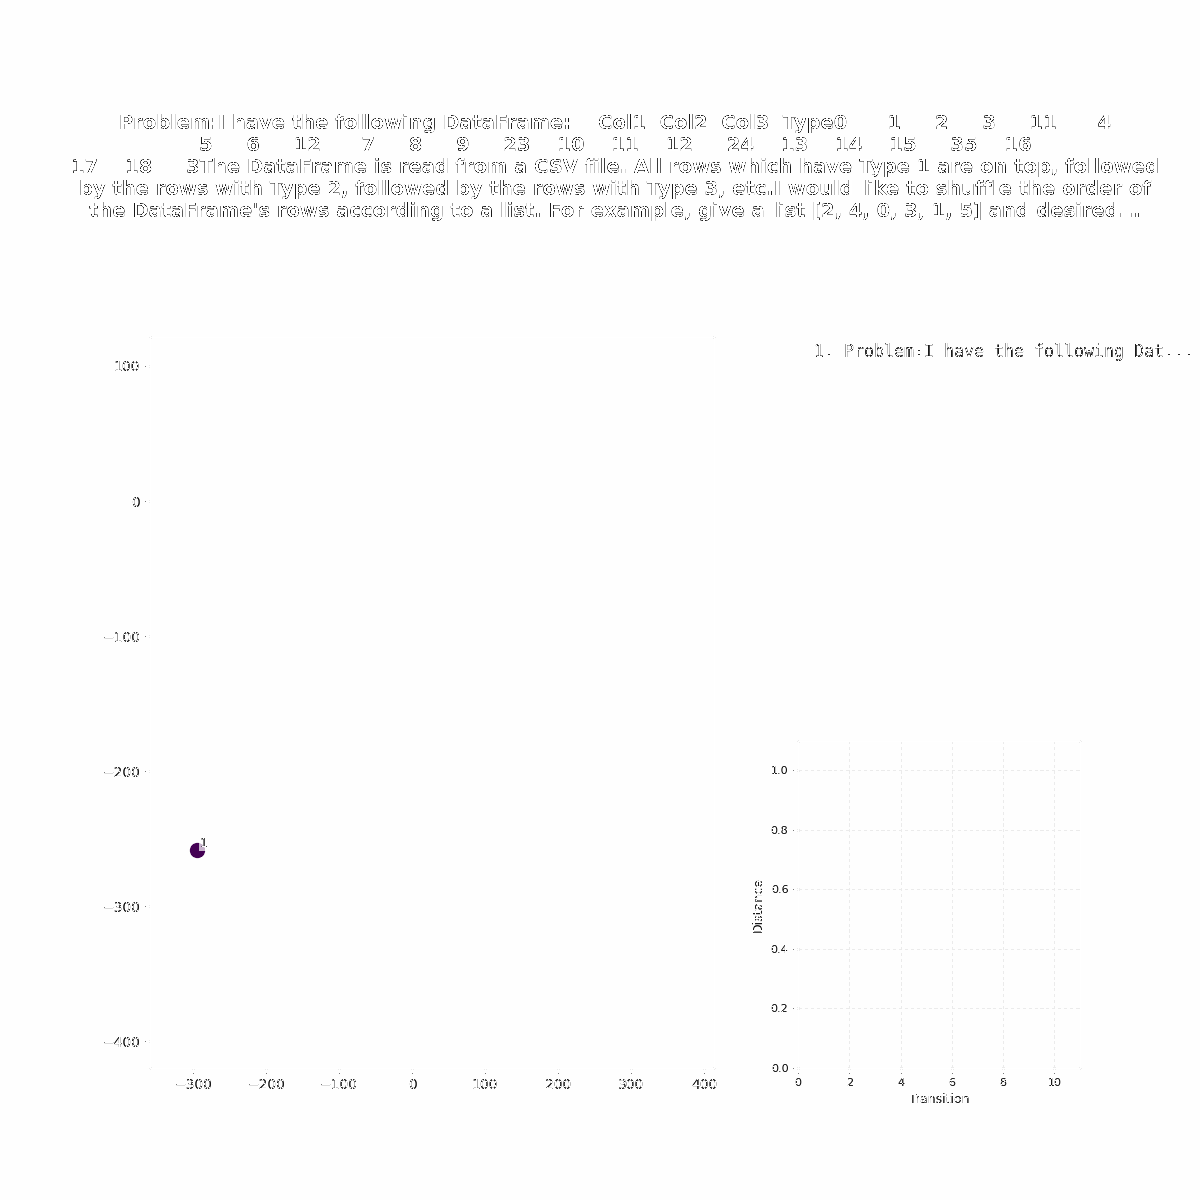 Problem:I have the following DataFrame:    Col1  Col2  Col3  Type0      1     2     3     11     4
5     6     12      7     8     9     23    10    11    12     24    13    14    15     35    16
17    18     3The DataFrame is read from a CSV file. All rows which have Type 1 are on top, followed
by the rows with Type 2, followed by the rows with Type 3, etc.I would like to shuffle the order of
the DataFrame's rows according to a list. For example, give a list [2, 4, 0, 3, 1, 5] and desired...
1. Problem:I have the following Dat...
100
0
−100
−200
−300
−400
−300 −200 −100 0 100 200 300 400
1
1.0
0.8
0.6
0.4
0.2
0.0
Distance
0 2 4 6 8 10
Transition